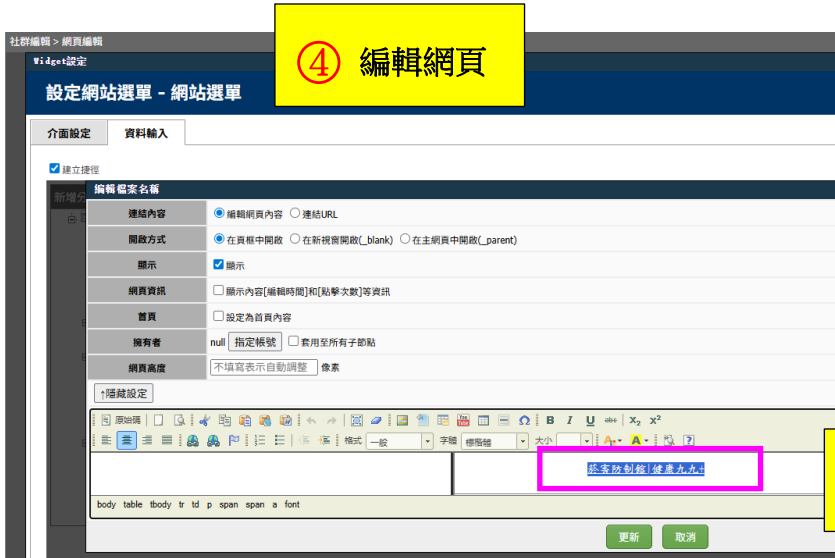 ④ 編輯網頁
社群編輯 > 網頁編輯
Widget設定
設定網站選單 - 網站選單
介面設定 資料輸入
建立捷徑
新增分
編輯檔案名稱
連結內容 編輯網頁內容 連結URL
開啟方式 在頁框中開啟 在新視窗開啟(_blank) 在主網頁中開啟(_parent)
顯示 顯示
網頁資訊 顯示內容[編輯時間]和[點擊次數]等資訊
首頁 設定為首頁內容
擁有者 null 指定帳號 套用至所有子節點
網頁高度 不填寫表示自動調整 像素
↑隱藏設定
原始碼 B I U abc X₂ X²
格式 一般 字體 標楷體 大小 A A ?
菸害防制館|健康九九+
body table tbody tr td p span span a font
更新 取消